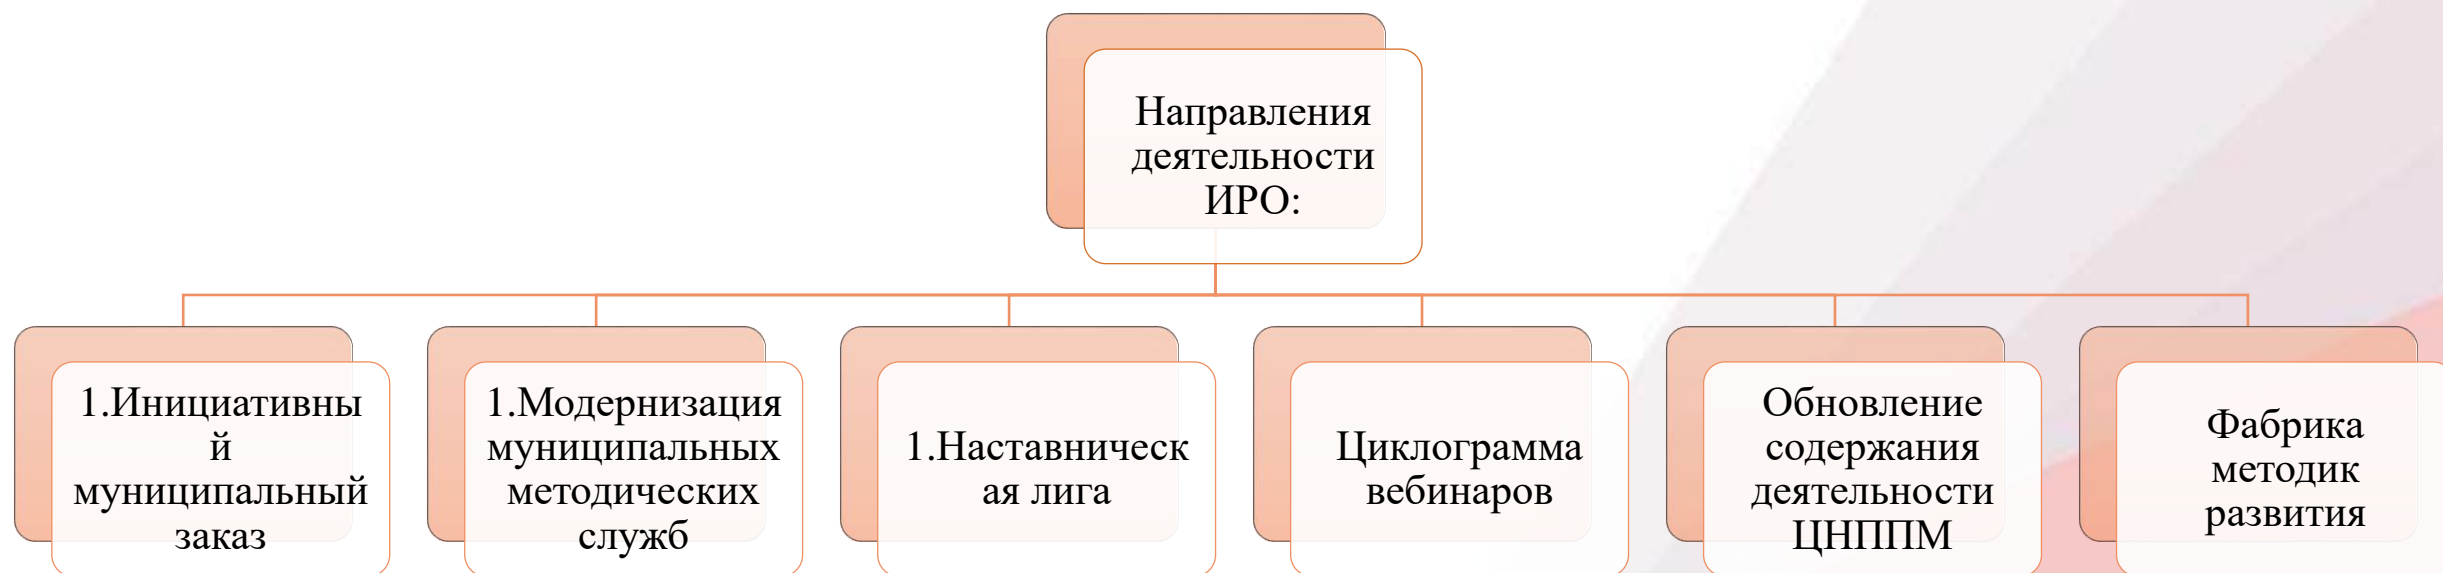 Направления
деятельности
ИРО:
1.Инициативны
й
муниципальный
заказ
1.Модернизация
муниципальных
методических
служб
1.Наставническ
ая лига
Циклограмма
вебинаров
Обновление
содержания
деятельности
ЦНППМ
Фабрика
методик
развития